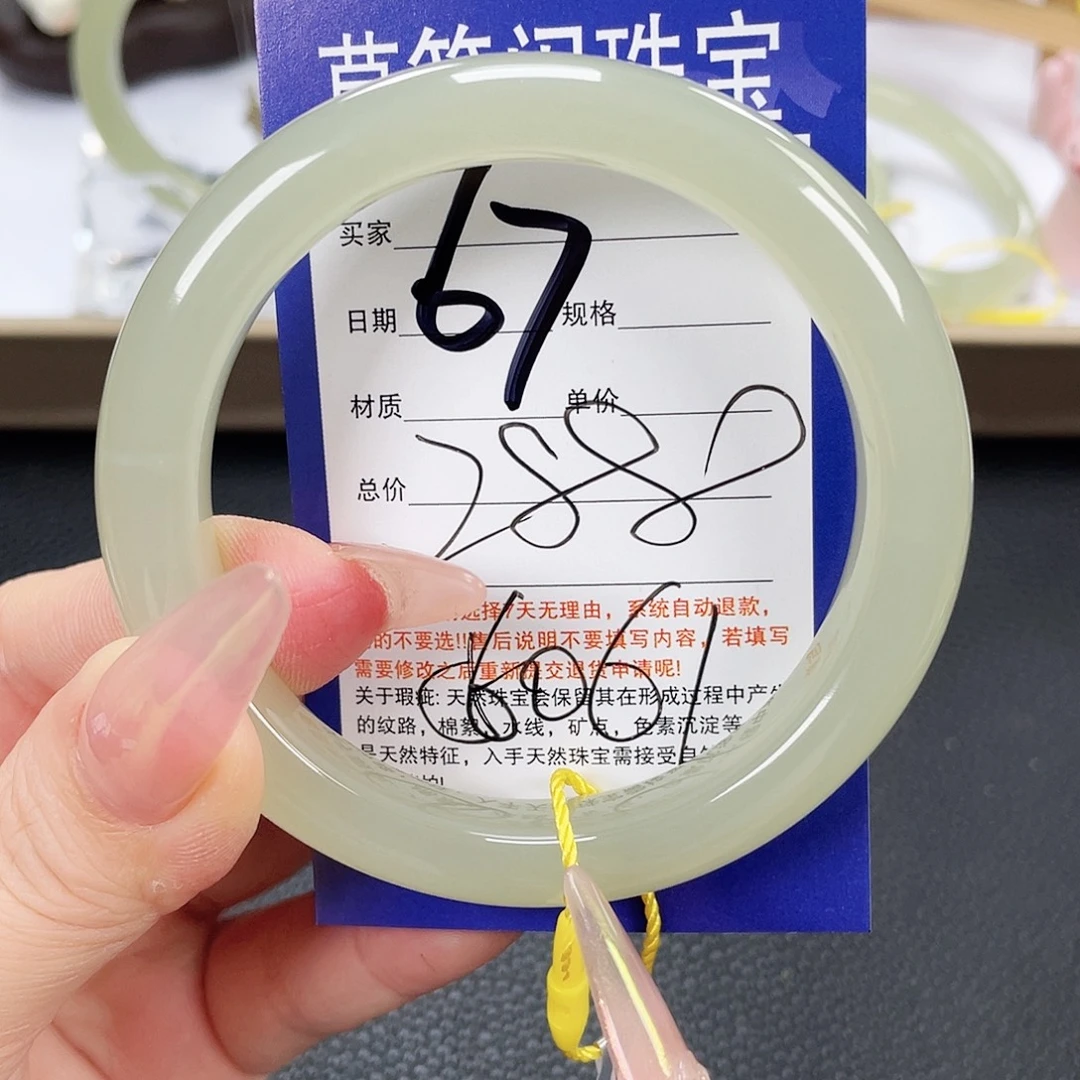 珠宝
67
买家
日期 规格
材质 单价
2880
总价
选择7天无理由，系统自动退款，
的不要选!!售后说明不要填写内容，若填写
需要修改之后重新提交退货申请呢!
关于瑕疵: 天然珠宝会保留其在形成过程中产生
的纹路，棉絮，水线，矿点，色素沉淀等
是天然特征，入手天然珠宝需接受自然